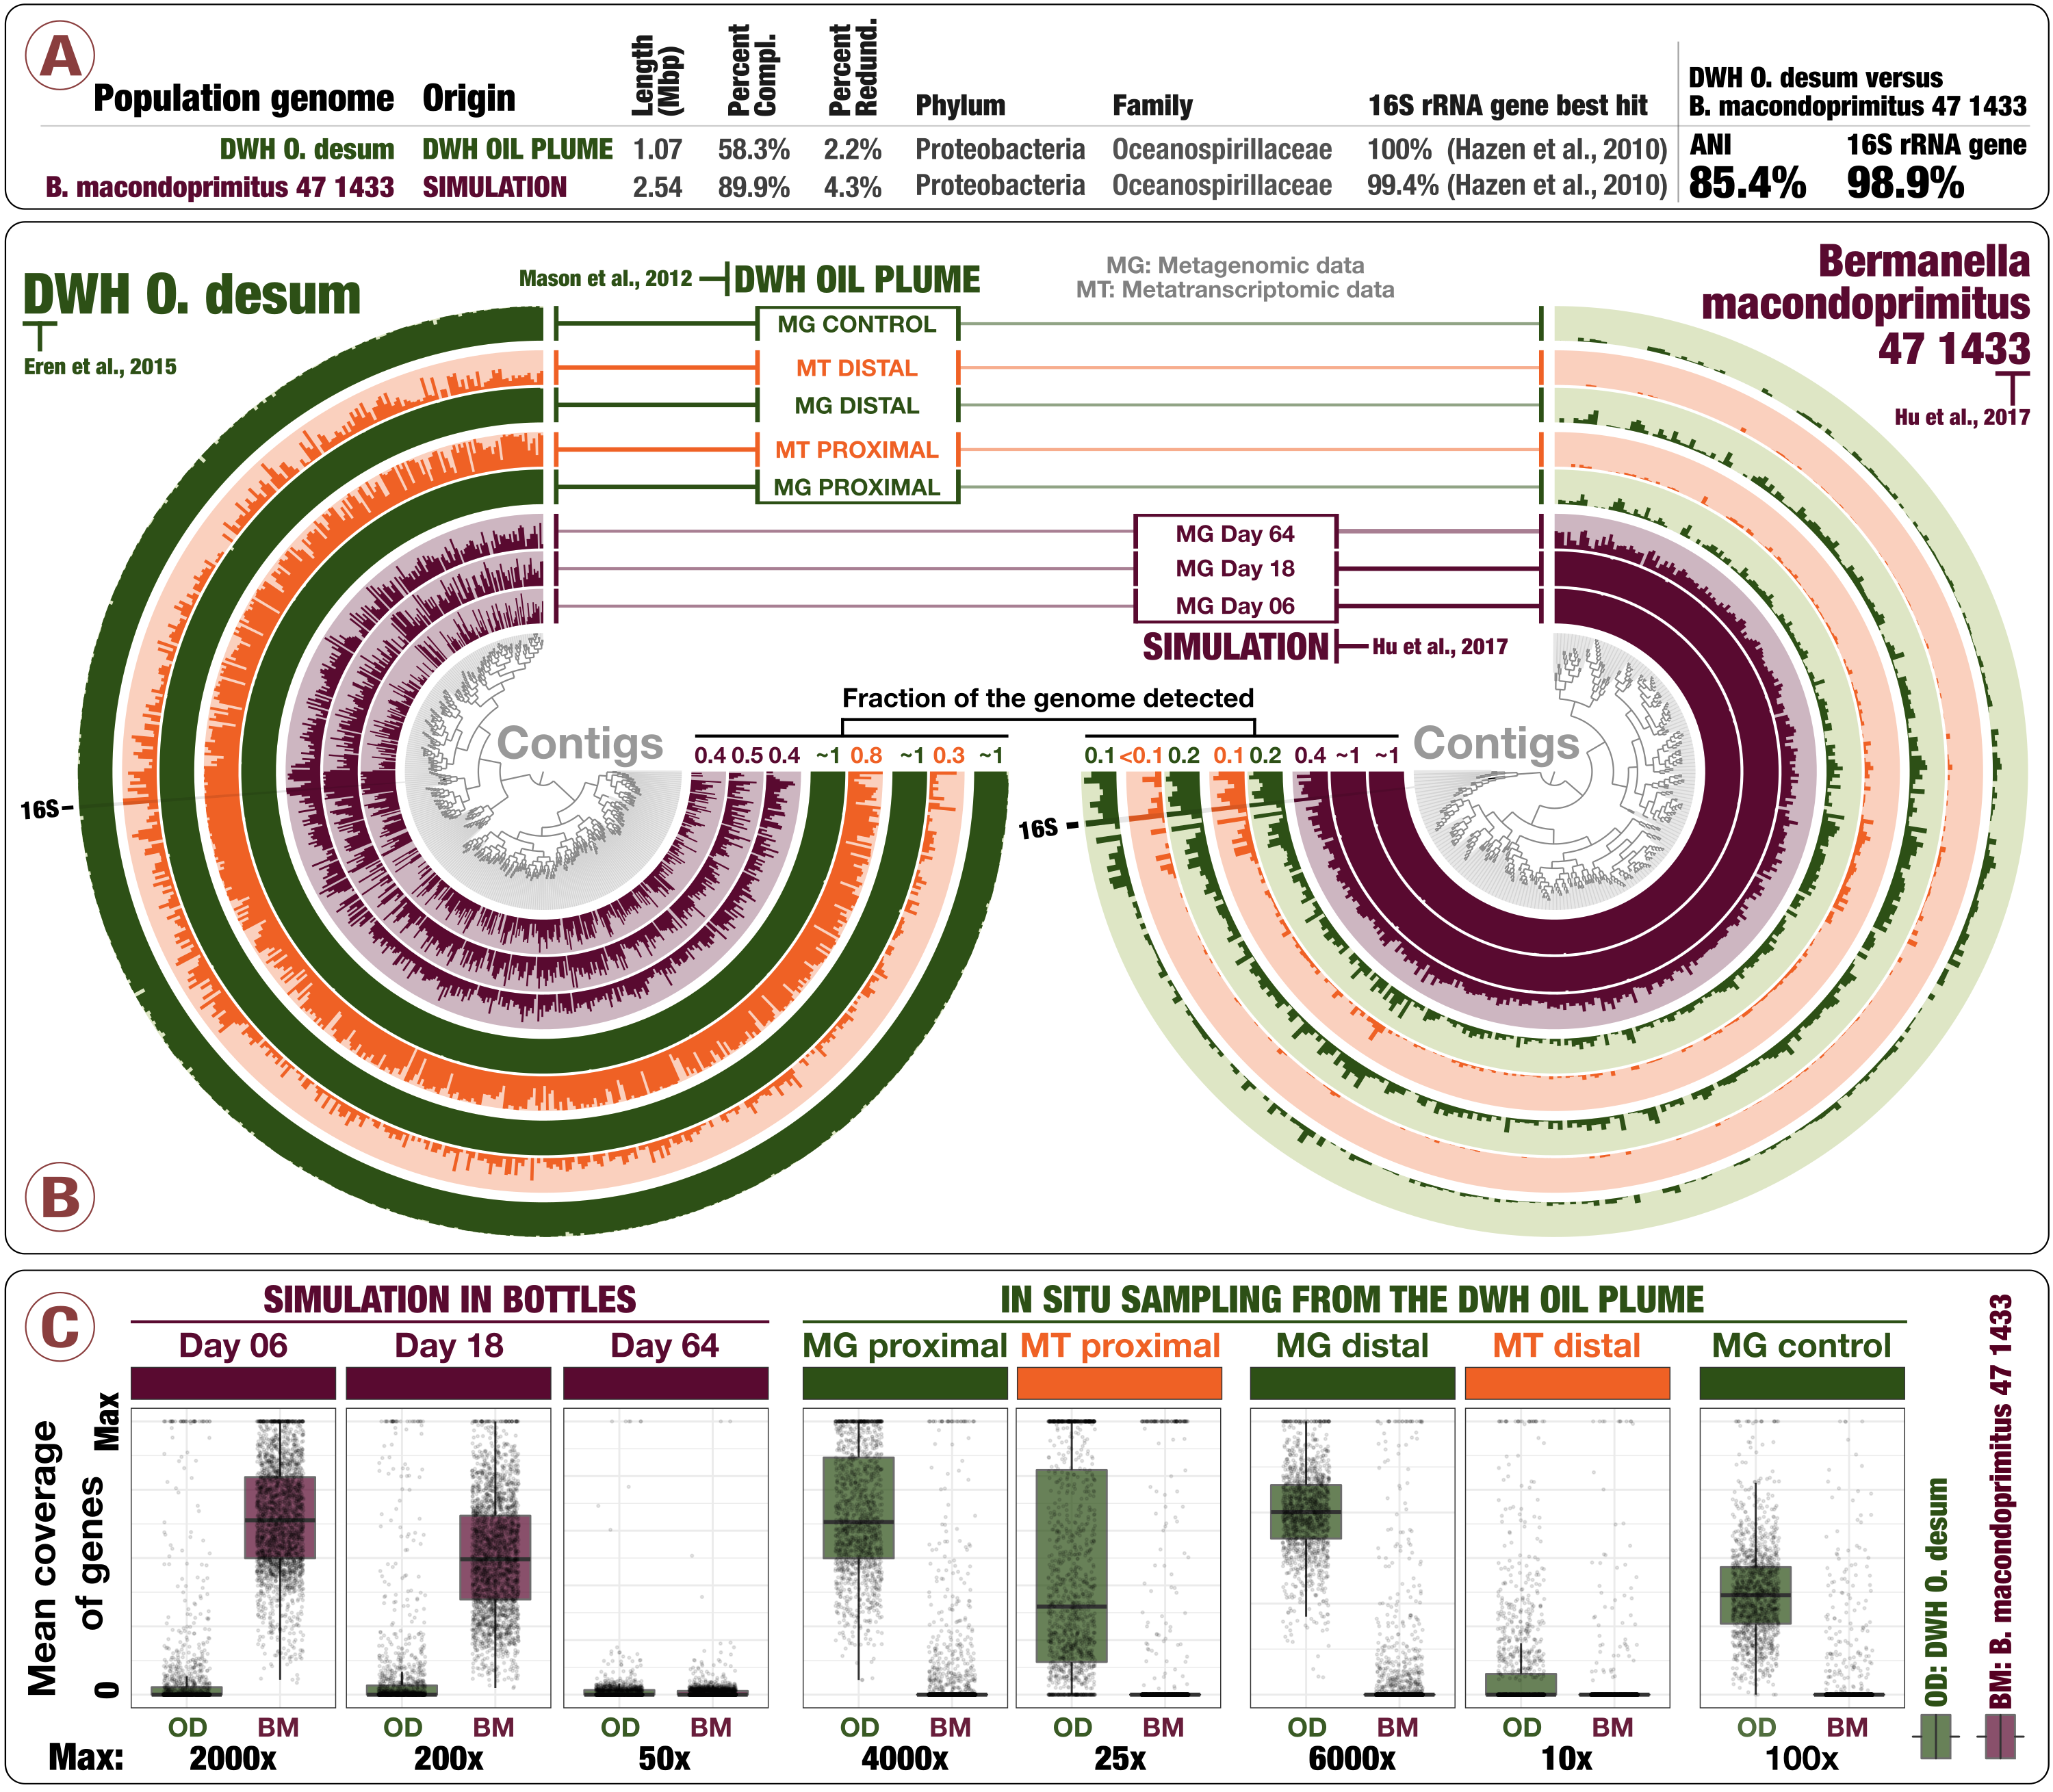 A
Population genome Origin Length (Mbp) Percent Compl. Percent Redund. Phylum Family 16S rRNA gene best hit
DWH O. desum DWH OIL PLUME 1.07 58.3% 2.2% Proteobacteria Oceanospirillaceae 100% (Hazen et al., 2010)
B. macondoprimitus 47 1433 SIMULATION 2.54 89.9% 4.3% Proteobacteria Oceanospirillaceae 99.4% (Hazen et al., 2010)
DWH O. desum versus
B. macondoprimitus 47 1433
ANI 16S rRNA gene
85.4% 98.9%
B
DWH O. desum
Eren et al., 2015
Mason et al., 2012 DWH OIL PLUME
MG: Metagenomic data
MT: Metatranscriptomic data
Bermanella
macondoprimitus
47 1433
Hu et al., 2017
MG CONTROL
MT DISTAL
MG DISTAL
MT PROXIMAL
MG PROXIMAL
MG Day 64
MG Day 18
MG Day 06
SIMULATION Hu et al., 2017
Fraction of the genome detected
Contigs
0.4 0.5 0.4 ~1 0.8 ~1 0.3 ~1
0.1 <0.1 0.2 0.1 0.2 0.4 ~1 ~1
Contigs
16S
16S
C
SIMULATION IN BOTTLES
Day 06 Day 18 Day 64
IN SITU SAMPLING FROM THE DWH OIL PLUME
MG proximal MT proximal MG distal MT distal MG control
Mean coverage
of genes
Max
0
OD BM OD BM OD BM OD BM OD BM OD BM OD BM OD BM
Max: 2000x 200x 50x 4000x 25x 6000x 10x 100x
OD: DWH O. desum
BM: B. macondoprimitus 47 1433